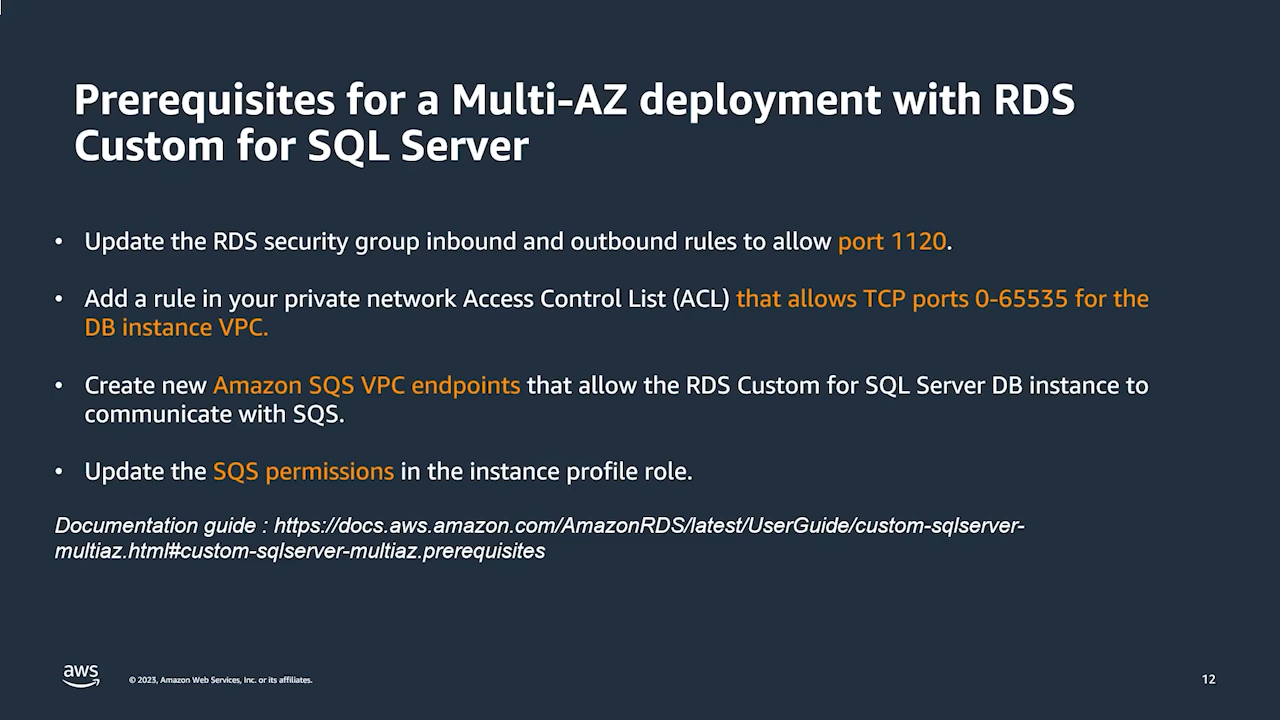 Prerequisites for a Multi-AZ deployment with RDS
Custom for SQL Server
• Update the RDS security group inbound and outbound rules to allow port 1120.
• Add a rule in your private network Access Control List (ACL) that allows TCP ports 0-65535 for the
DB instance VPC.
• Create new Amazon SQS VPC endpoints that allow the RDS Custom for SQL Server DB instance to
communicate with SQS.
• Update the SQS permissions in the instance profile role.
Documentation guide : https://docs.aws.amazon.com/AmazonRDS/latest/UserGuide/custom-sqlserver-
multiaz.html#custom-sqlserver-multiaz.prerequisites
aws
© 2023, Amazon Web Services, Inc. or its affiliates.
12